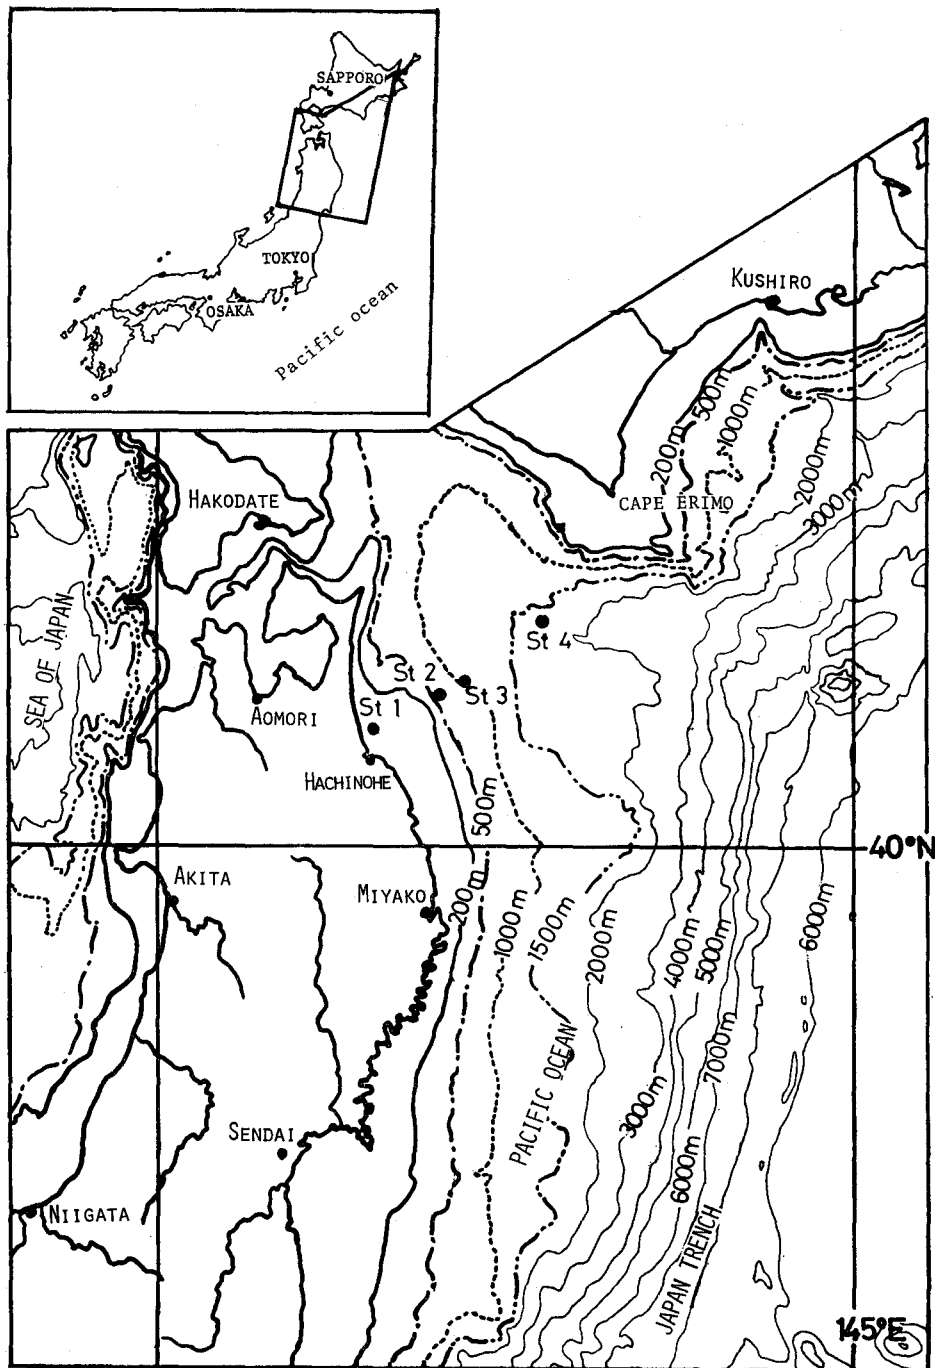 SAPPORO
TOKYO
OSAKA
Pacific ocean
KUSHIRO
200m
500m
1000m
2000m
3000m
CAPE ERIMO
HAKODATE
SEA OF JAPAN
St 4
St 2
St 3
AOMORI
St 1
HACHINOHE
500m
40°N
AKITA
MIYAKO
200m
1000m
1500m
2000m
4000m
5000m
6000m
7000m
PACIFIC OCEAN
3000m
SENDAI
6000m
NIIGATA
JAPAN TRENCH
145°E